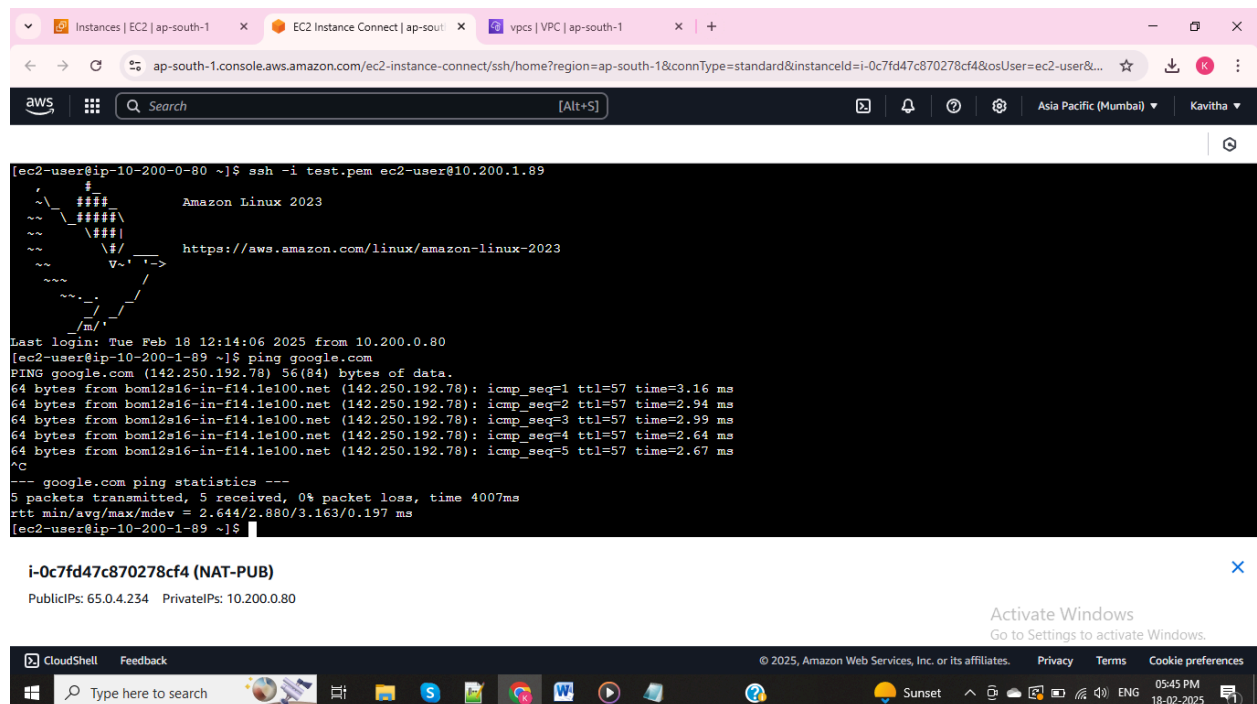 Instances | EC2 | ap-south-1
EC2 Instance Connect | ap-sout
vpcs | VPC | ap-south-1
ap-south-1.console.aws.amazon.com/ec2-instance-connect/ssh/home?region=ap-south-1&connType=standard&instanceId=i-0c7fd47c870278cf4&osUser=ec2-user&...
K
aws
Search
[Alt+S]
Asia Pacific (Mumbai)
Kavitha
[ec2-user@ip-10-200-0-80 ~]$ ssh -i test.pem ec2-user@10.200.1.89
   ,     #_
   ~\_  ####_        Amazon Linux 2023
  ~~  \_#####\
  ~~     \###|
  ~~       \#/ ___   https://aws.amazon.com/linux/amazon-linux-2023
   ~~       V~' '->
    ~~~         /
      ~~._.   _/
         _/ _/
       _/m/'
Last login: Tue Feb 18 12:14:06 2025 from 10.200.0.80
[ec2-user@ip-10-200-1-89 ~]$ ping google.com
PING google.com (142.250.192.78) 56(84) bytes of data.
64 bytes from bom12s16-in-f14.1e100.net (142.250.192.78): icmp_seq=1 ttl=57 time=3.16 ms
64 bytes from bom12s16-in-f14.1e100.net (142.250.192.78): icmp_seq=2 ttl=57 time=2.94 ms
64 bytes from bom12s16-in-f14.1e100.net (142.250.192.78): icmp_seq=3 ttl=57 time=2.99 ms
64 bytes from bom12s16-in-f14.1e100.net (142.250.192.78): icmp_seq=4 ttl=57 time=2.64 ms
64 bytes from bom12s16-in-f14.1e100.net (142.250.192.78): icmp_seq=5 ttl=57 time=2.67 ms
^C
--- google.com ping statistics ---
5 packets transmitted, 5 received, 0% packet loss, time 4007ms
rtt min/avg/max/mdev = 2.644/2.880/3.163/0.197 ms
[ec2-user@ip-10-200-1-89 ~]$
i-0c7fd47c870278cf4 (NAT-PUB)
PublicIPs: 65.0.4.234 PrivateIPs: 10.200.0.80
Activate Windows
Go to Settings to activate Windows.
CloudShell
Feedback
© 2025, Amazon Web Services, Inc. or its affiliates.
Privacy
Terms
Cookie preferences
Type here to search
Sunset
ENG
05:45 PM
18-02-2025